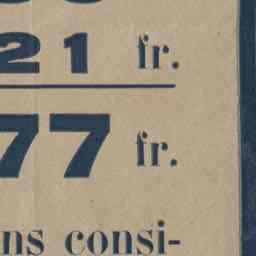 21 fr.
77 fr.
ns consi-